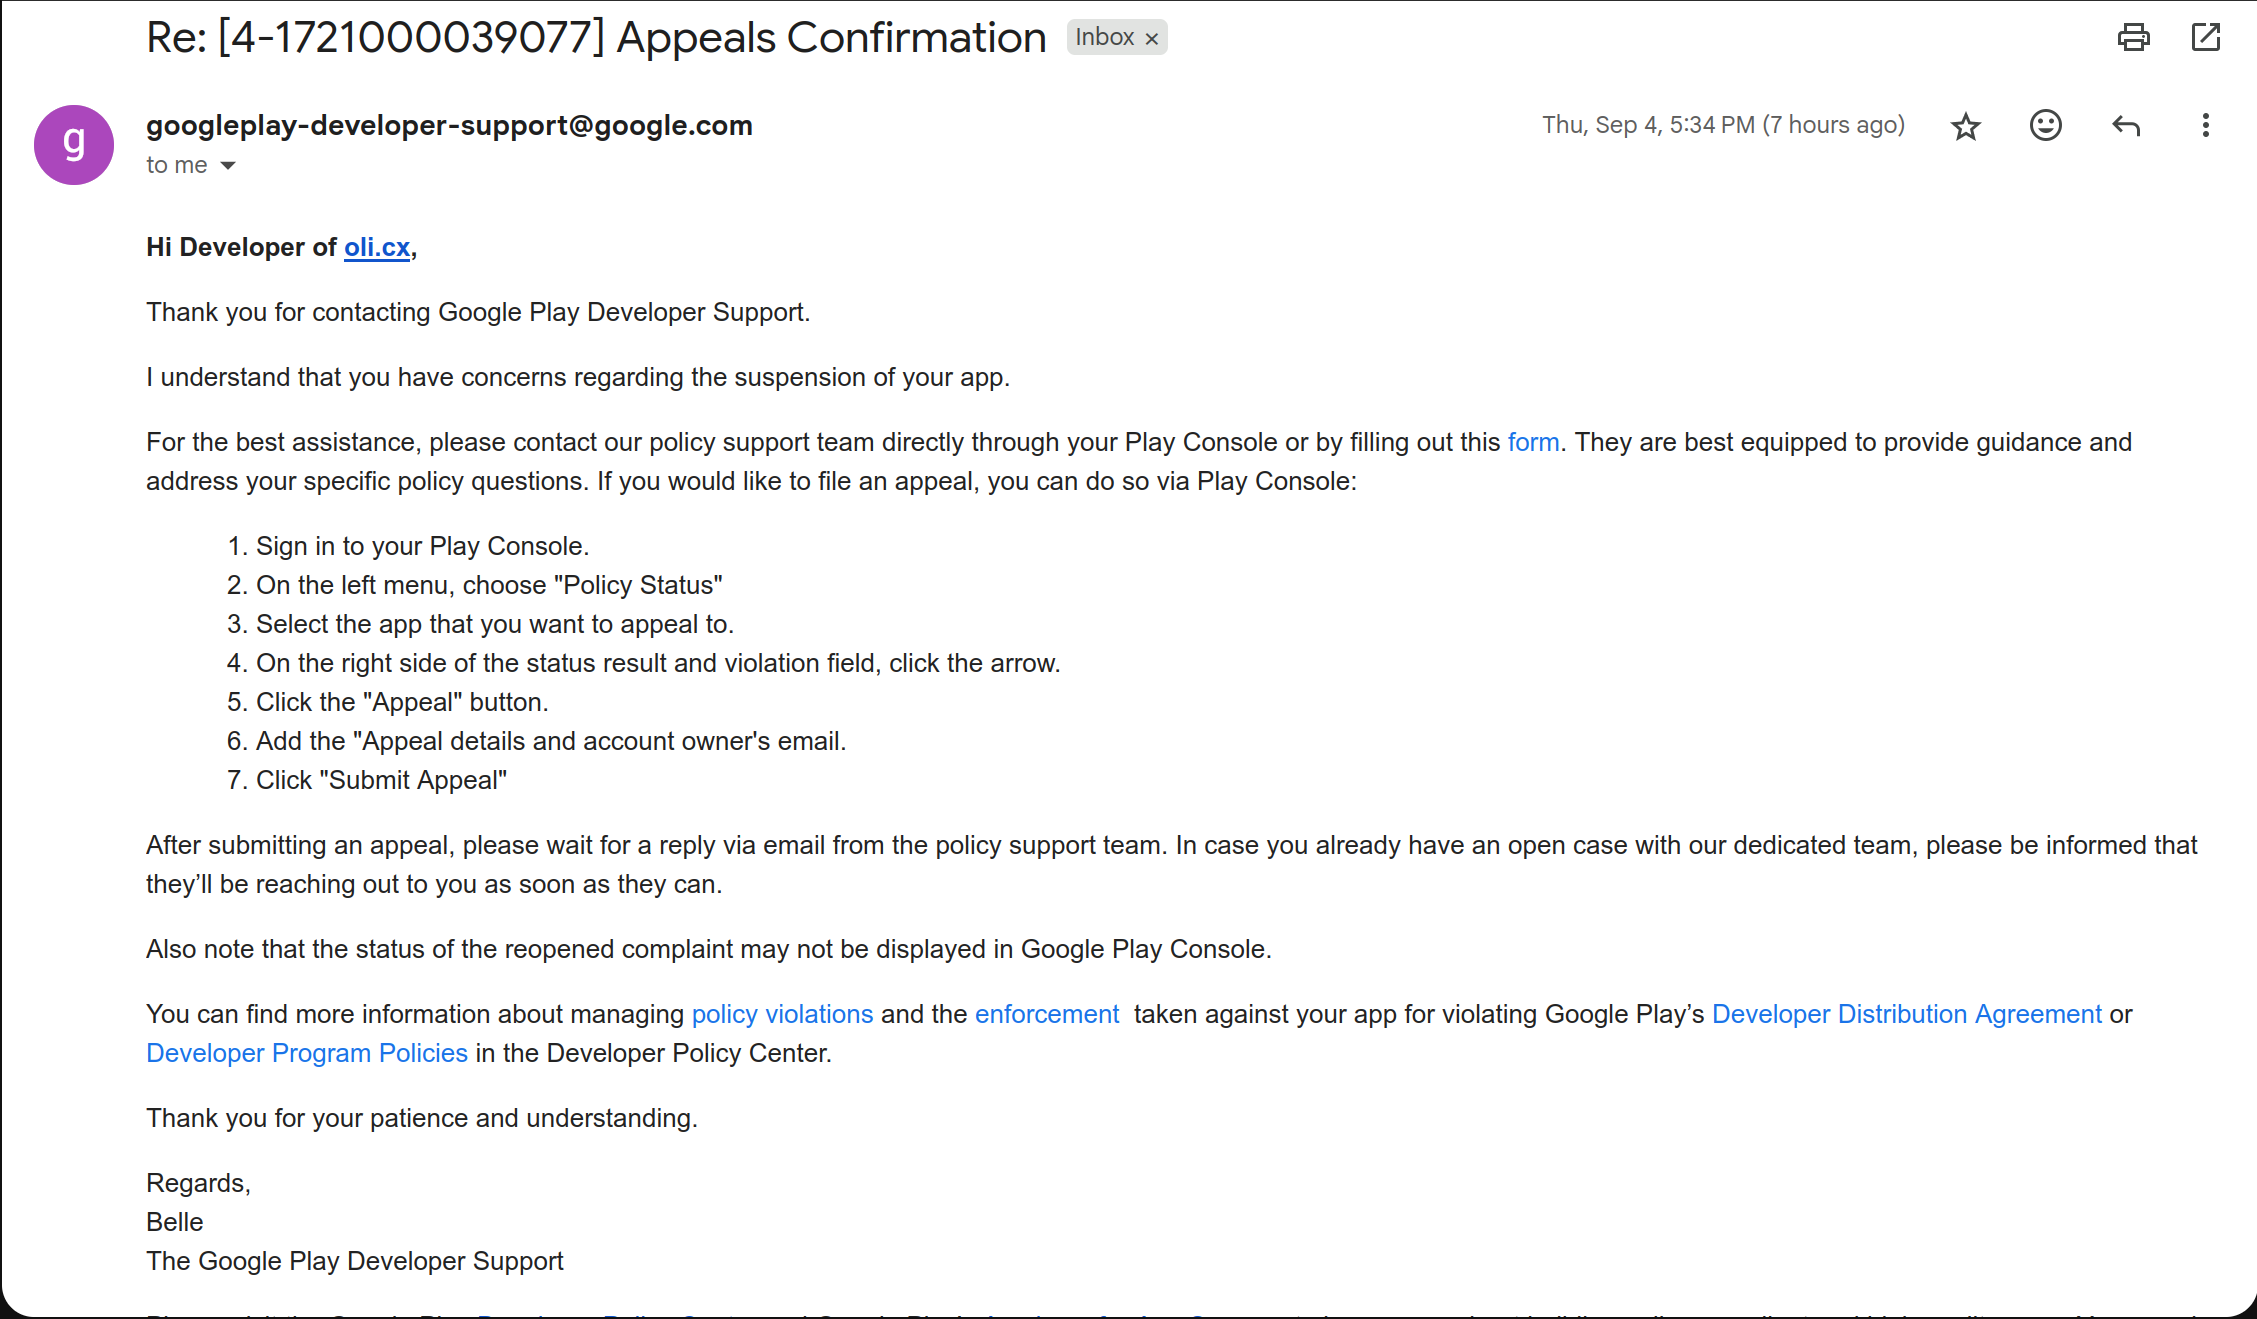 Re: [4-1721000039077] Appeals Confirmation Inbox ×
g
googleplay-developer-support@google.com
Thu, Sep 4, 5:34 PM (7 hours ago)
to me
Hi Developer of oli.cx,
Thank you for contacting Google Play Developer Support.
I understand that you have concerns regarding the suspension of your app.
For the best assistance, please contact our policy support team directly through your Play Console or by filling out this form. They are best equipped to provide guidance and
address your specific policy questions. If you would like to file an appeal, you can do so via Play Console:
1. Sign in to your Play Console.
2. On the left menu, choose "Policy Status"
3. Select the app that you want to appeal to.
4. On the right side of the status result and violation field, click the arrow.
5. Click the "Appeal" button.
6. Add the "Appeal details and account owner's email.
7. Click "Submit Appeal"
After submitting an appeal, please wait for a reply via email from the policy support team. In case you already have an open case with our dedicated team, please be informed that
they’ll be reaching out to you as soon as they can.
Also note that the status of the reopened complaint may not be displayed in Google Play Console.
You can find more information about managing policy violations and the enforcement  taken against your app for violating Google Play’s Developer Distribution Agreement or
Developer Program Policies in the Developer Policy Center.
Thank you for your patience and understanding.
Regards,
Belle
The Google Play Developer Support